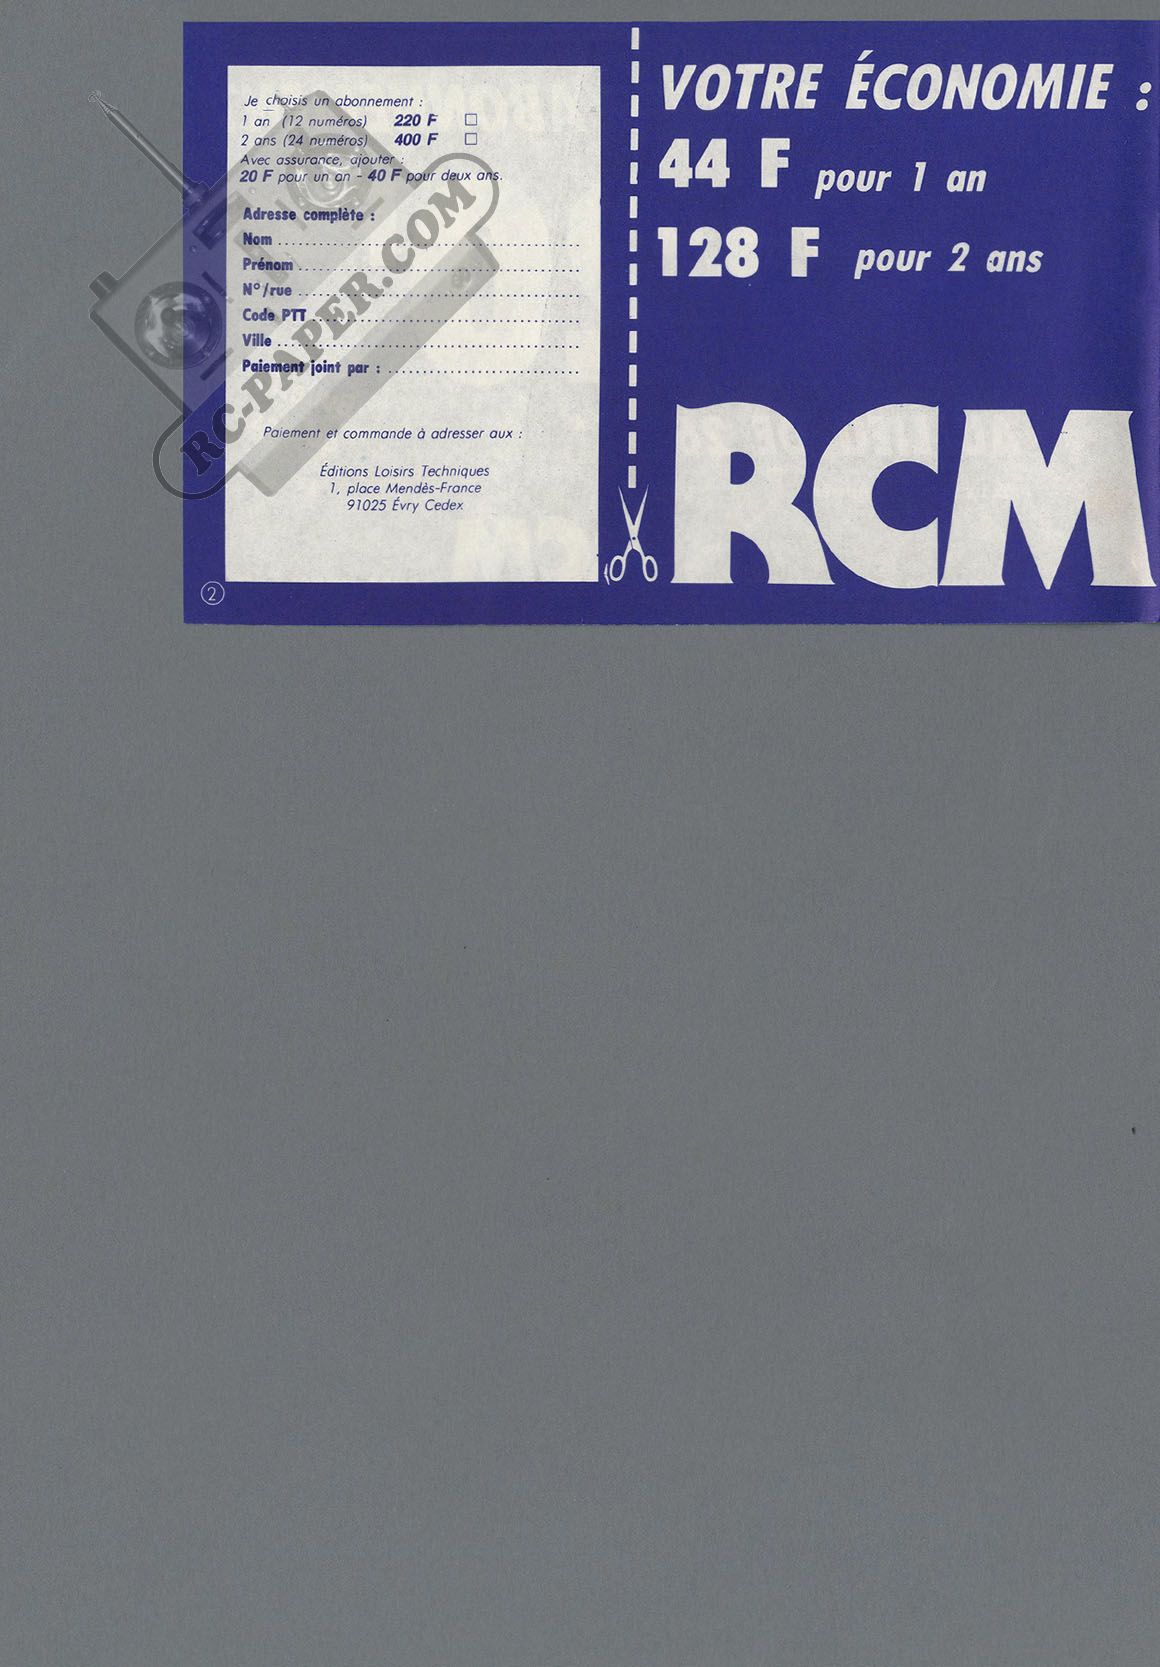 Je choisis un abonnement :
1 an (12 numéros) 220 F □
2 ans (24 numéros) 400 F □
Avec assurance, ajouter :
20 F pour un an - 40 F pour deux ans.
Adresse complète :
Nom
Prénom
N°/rue
Code PTT
Ville
Paiement joint par :
Paiement et commande à adresser aux :
Éditions Loisirs Techniques
1, place Mendès-France
91025 Évry Cedex
2
VOTRE ÉCONOMIE :
44 F pour 1 an
128 F pour 2 ans
RCM
RC-PAPER.COM